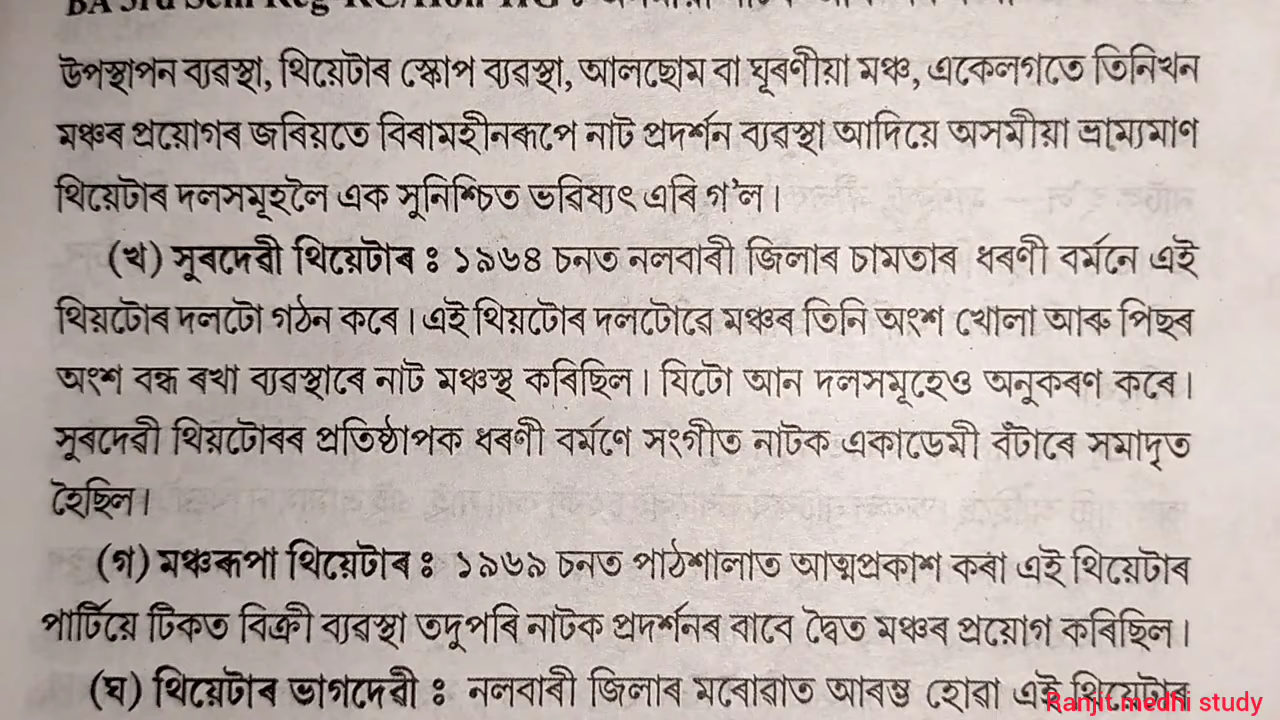 উপস্থাপন ব্যৱস্থা, থিয়েটাৰ স্কোপ ব্যৱস্থা, আলছোম বা ঘূৰণীয়া মঞ্চ, একেলগতে তিনিখন
মঞ্চৰ প্ৰয়োগৰ জৰিয়তে বিৰামহীনৰূপে নাট প্ৰদৰ্শন ব্যৱস্থা আদিয়ে অসমীয়া ভ্ৰাম্যমাণ
থিয়েটাৰ দলসমূহলৈ এক সুনিশ্চিত ভৱিষ্যৎ এৰি গ'ল।
(খ) সুৰদেৱী থিয়েটাৰ ঃ ১৯৬৪ চনত নলবাৰী জিলাৰ চামতাৰ ধৰণী বৰ্মনে এই
থিয়টোৰ দলটো গঠন কৰে। এই থিয়টোৰ দলটোৱে মঞ্চৰ তিনি অংশ খোলা আৰু পিছৰ
অংশ বন্ধ ৰখা ব্যৱস্থাৰে নাট মঞ্চস্থ কৰিছিল। যিটো আন দলসমূহেও অনুকৰণ কৰে।
সুৰদেৱী থিয়টোৰৰ প্ৰতিষ্ঠাপক ধৰণী বৰ্মণে সংগীত নাটক একাডেমী বঁটাৰে সমাদৃত
হৈছিল।
(গ) মঞ্চৰূপা থিয়েটাৰ ঃ ১৯৬৯ চনত পাঠশালাত আত্মপ্ৰকাশ কৰা এই থিয়েটাৰ
পাৰ্টিয়ে টিকত বিক্ৰী ব্যৱস্থা তদুপৰি নাটক প্ৰদৰ্শনৰ বাবে দ্বৈত মঞ্চৰ প্ৰয়োগ কৰিছিল।
(ঘ) থিয়েটাৰ ভাগদেৱী ঃ নলবাৰী জিলাৰ মৰোৱাত আৰম্ভ হোৱা এই থিয়েটাৰ
Ranjit medhi study